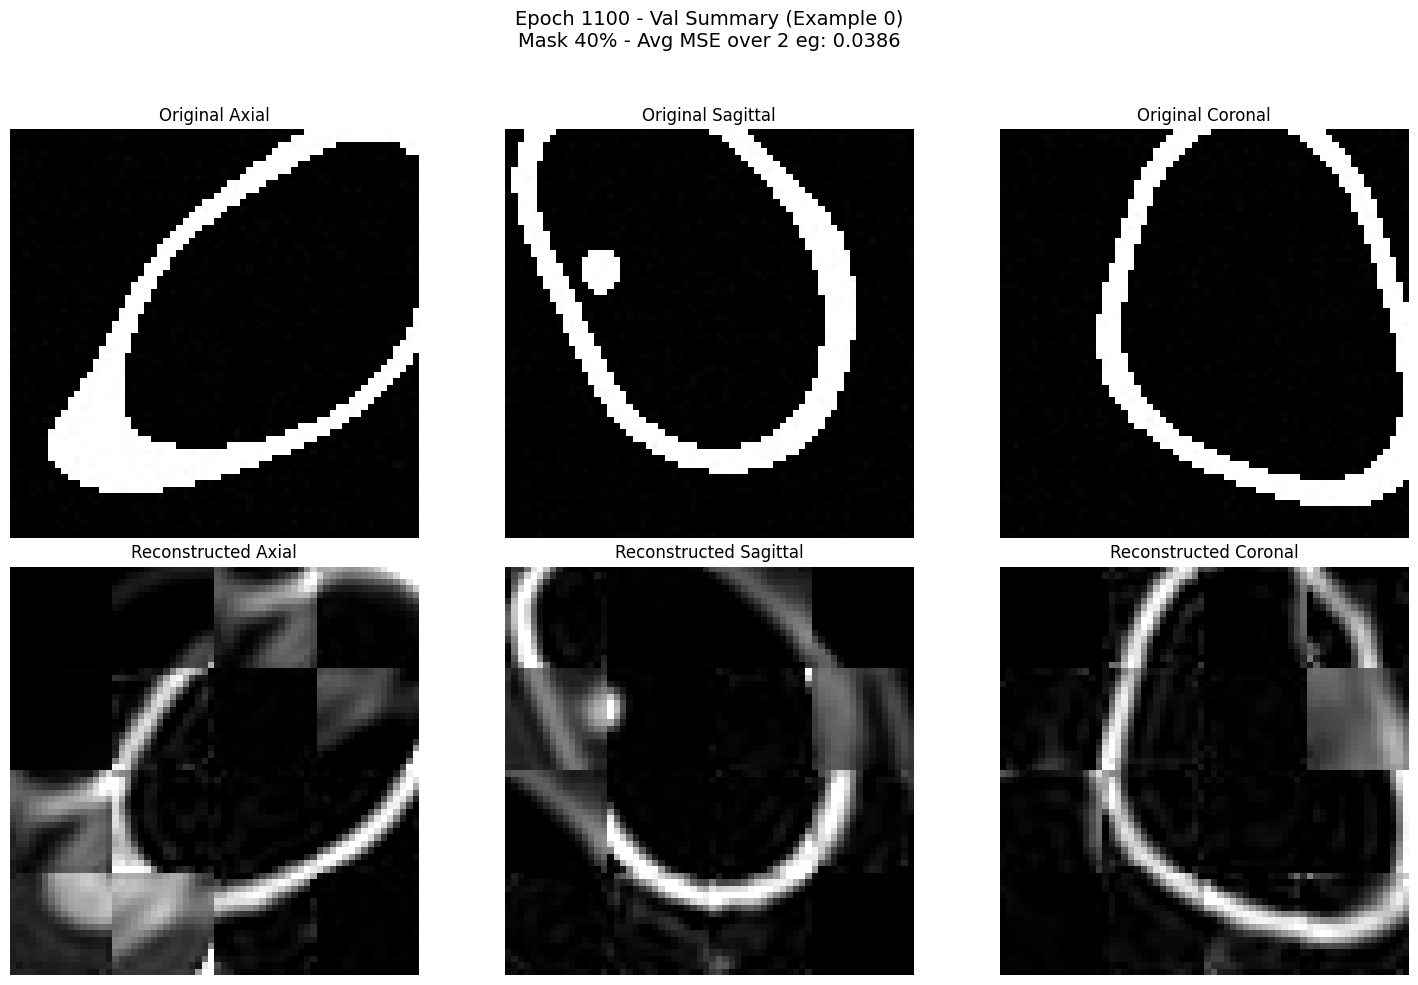 Epoch 1100 - Val Summary (Example 0)
Mask 40% - Avg MSE over 2 eg: 0.0386
Original Axial
Original Sagittal
Original Coronal
Reconstructed Axial
Reconstructed Sagittal
Reconstructed Coronal